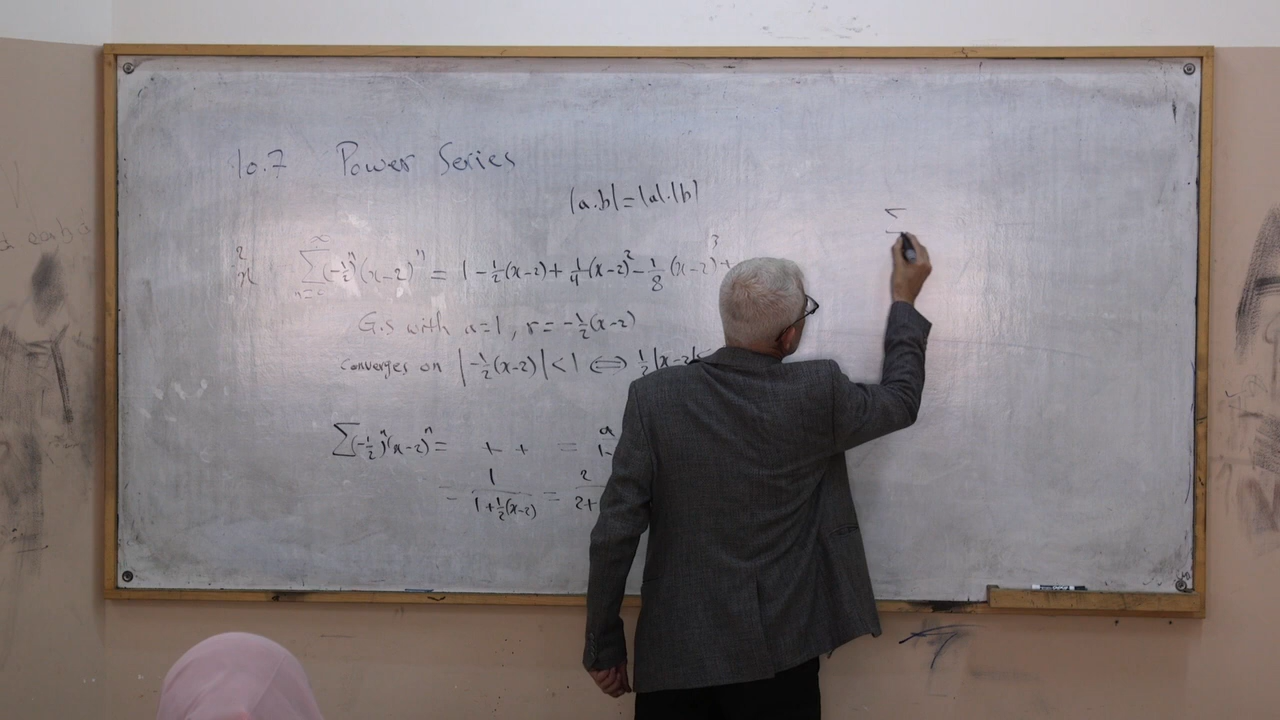 10.7 Power Series
|a.b|=|a|.|b|
∑(-½)ⁿ(x-2)ⁿ = 1-½(x-2)+¼(x-2)²-⅛(x-2)³+
G.S with a=1, r=-½(x-2)
converges on |-½(x-2)|<1 ⟺ ½|x-2|
∑(-½)ⁿ(x-2)ⁿ= + + = a/1-
= 1/(1+½(x-2)) = 2/2+
∑